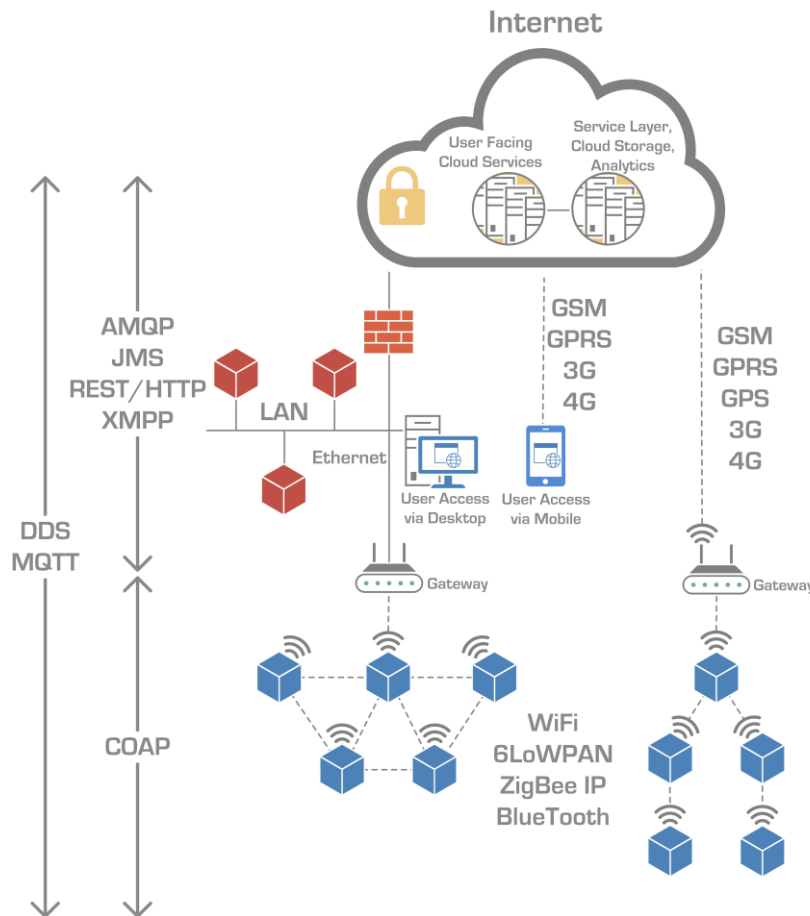 Internet
User Facing
Cloud Services
Service Layer,
Cloud Storage,
Analytics
AMQP
JMS
REST/HTTP
XMPP
GSM
GPRS
3G
4G
GSM
GPRS
GPS
3G
4G
LAN
Ethernet
User Access
via Desktop
User Access
via Mobile
DDS
MQTT
Gateway
Gateway
COAP
WiFi
6LoWPAN
ZigBee IP
BlueTooth